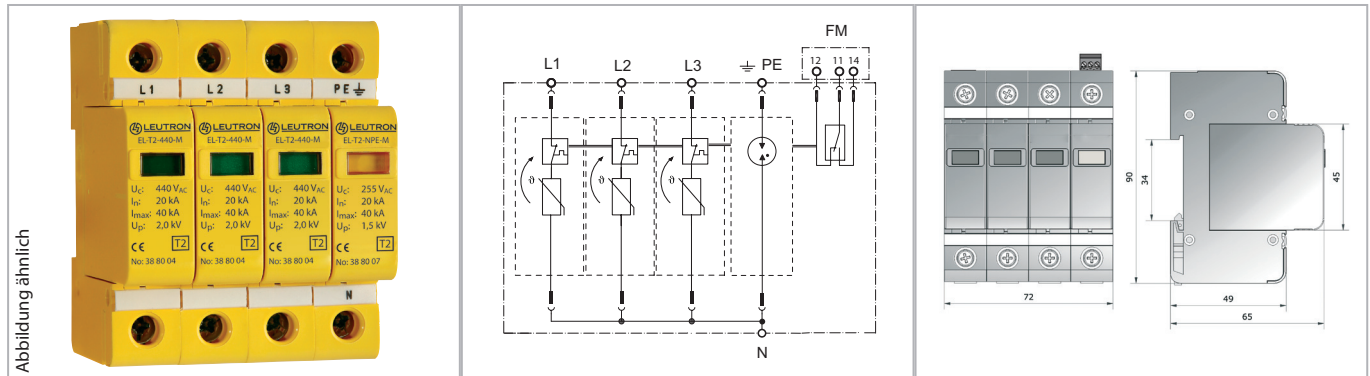 Abbildung ähnlich
L 1 L 2 L 3 PE
LEUTRON LEUTRON LEUTRON LEUTRON
EL-T2-440-M EL-T2-440-M EL-T2-440-M EL-T2-NPE-M
Uc: 440 VAC Uc: 440 VAC Uc: 440 VAC Uc: 255 VAC
In: 20 kA In: 20 kA In: 20 kA In: 20 kA
Imax: 40 kA Imax: 40 kA Imax: 40 kA Imax: 40 kA
Up: 2,0 kV Up: 2,0 kV Up: 2,0 kV Up: 1,5 kV
CE T2 CE T2 CE T2 CE T2
No: 38 80 04 No: 38 80 04 No: 38 80 04 No: 38 80 07
N
FM
L1 L2 L3 PE 12 11 14
ϑ ϑ ϑ
N
90
34
45
72
49
65